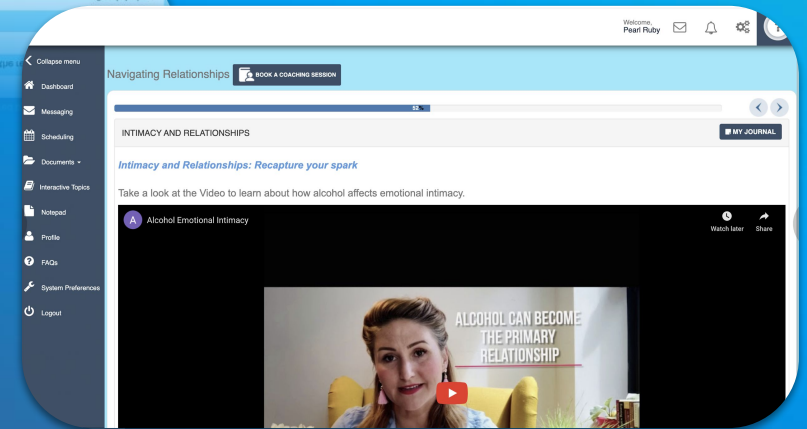 Welcome,
Pearl Ruby
Collapse menu
Dashboard
Messaging
Scheduling
Documents
Interactive Topics
Notepad
Profile
FAQs
System Preferences
Logout
Navigating Relationships
BOOK A COACHING SESSION
52%
INTIMACY AND RELATIONSHIPS
MY JOURNAL
Intimacy and Relationships: Recapture your spark
Take a look at the Video to learn about how alcohol affects emotional intimacy.
A
Alcohol Emotional Intimacy
Watch later
Share
ALCOHOL CAN BECOME
THE PRIMARY
RELATIONSHIP